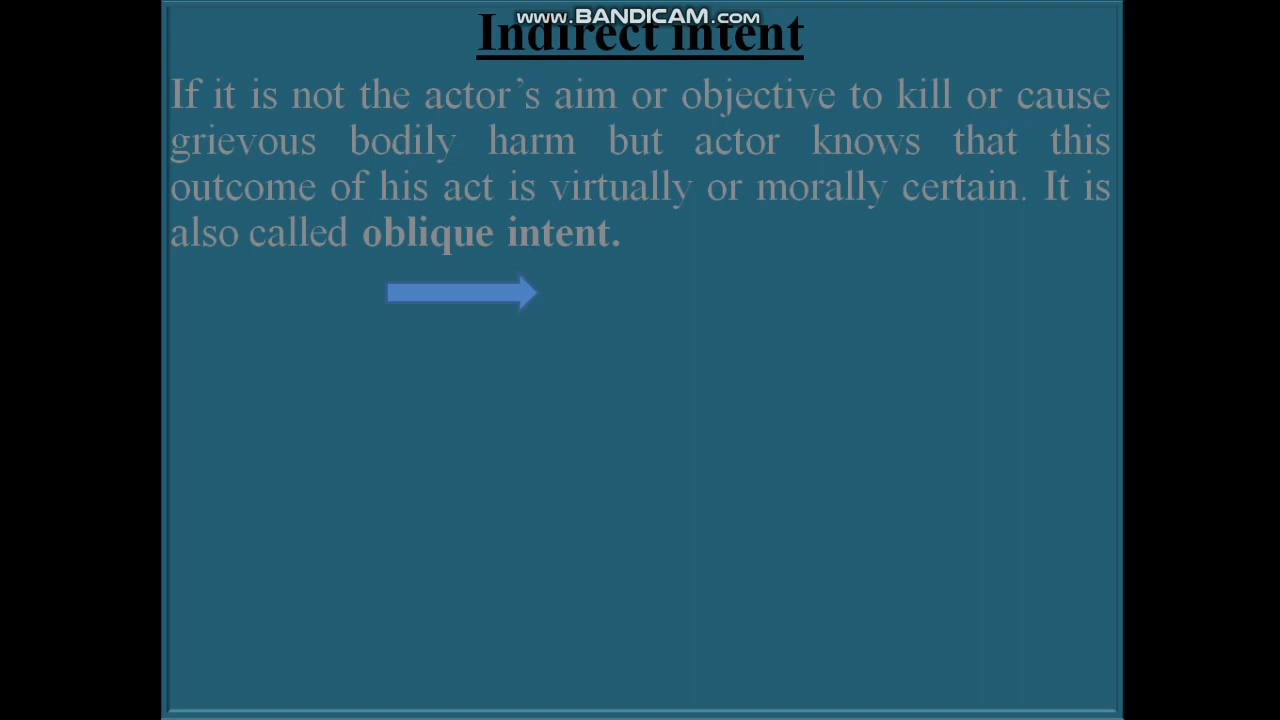 www.BANDICAM.com
Indirect intent
If it is not the actor’s aim or objective to kill or cause
grievous bodily harm but actor knows that this
outcome of his act is virtually or morally certain. It is
also called oblique intent.